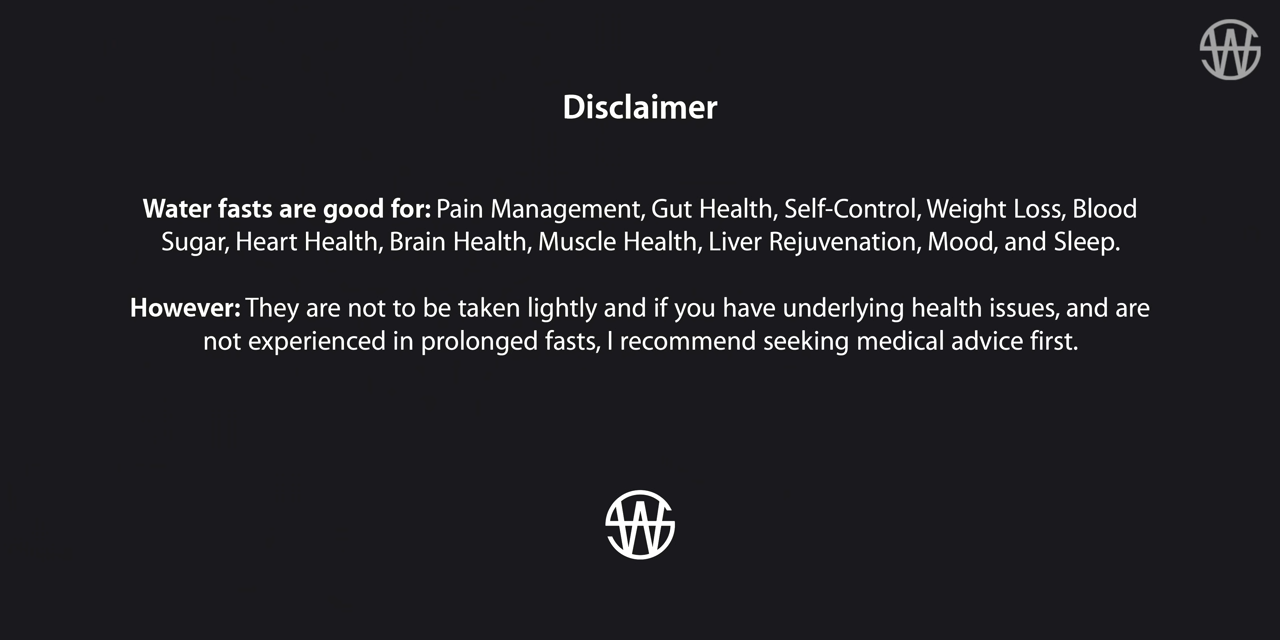 Disclaimer
Water fasts are good for: Pain Management, Gut Health, Self-Control, Weight Loss, Blood
Sugar, Heart Health, Brain Health, Muscle Health, Liver Rejuvenation, Mood, and Sleep.
However: They are not to be taken lightly and if you have underlying health issues, and are
not experienced in prolonged fasts, I recommend seeking medical advice first.